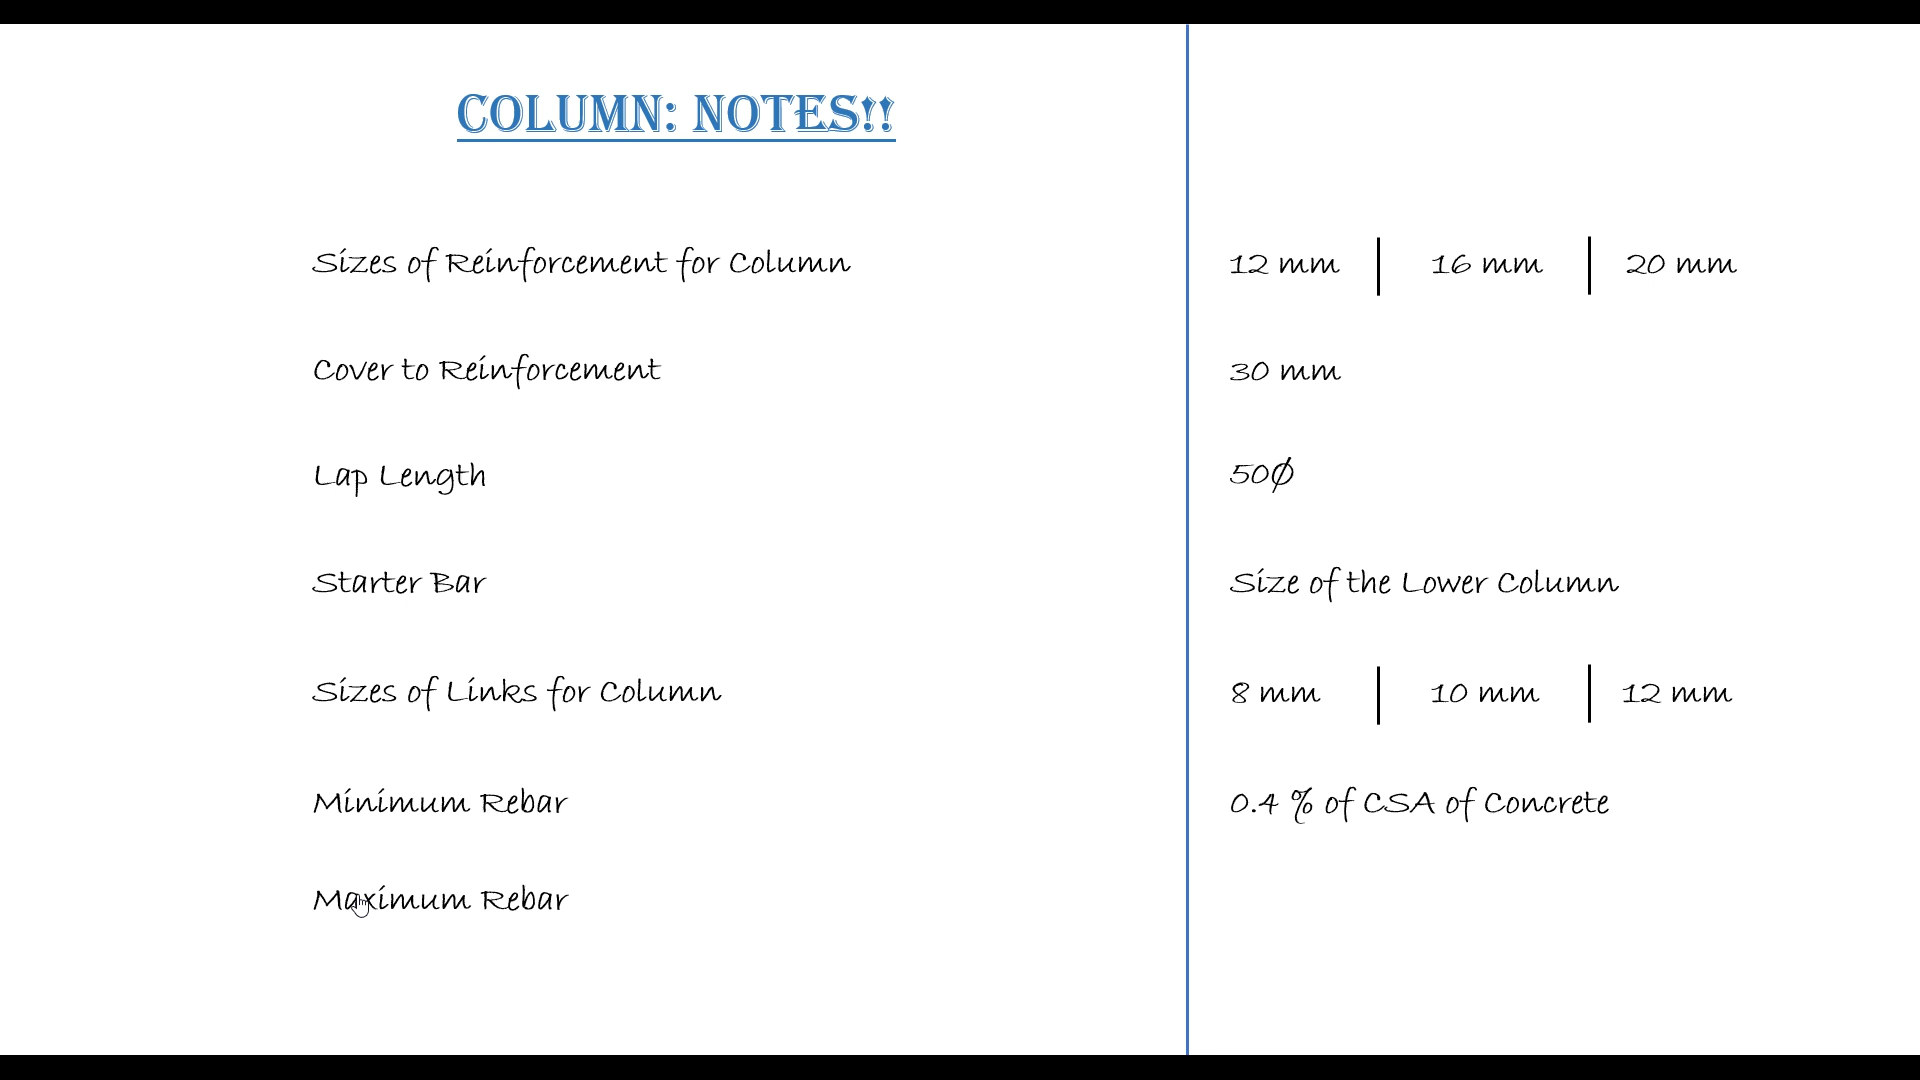 COLUMN: NOTES!!
Sizes of Reinforcement for Column 12 mm | 16 mm | 20 mm
Cover to Reinforcement 30 mm
Lap Length 50Ø
Starter Bar Size of the Lower Column
Sizes of Links for Column 8 mm | 10 mm | 12 mm
Minimum Rebar 0.4 % of CSA of Concrete
Maximum Rebar